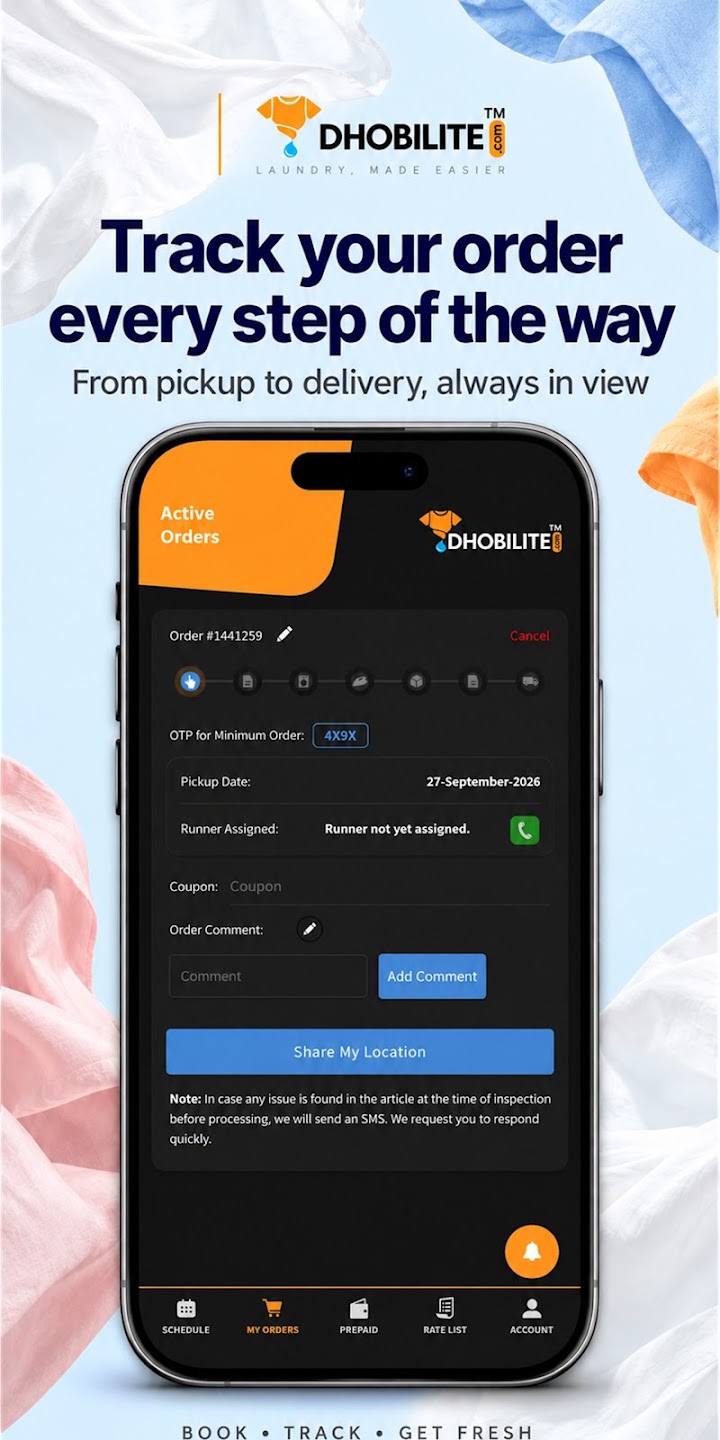 DHOBILITE.com™
LAUNDRY, MADE EASIER
Track your order
every step of the way
From pickup to delivery, always in view
Active
Orders
DHOBILITE.com™
Order #1441259
Cancel
OTP for Minimum Order: 4X9X
Pickup Date: 27-September-2026
Runner Assigned: Runner not yet assigned.
Coupon: Coupon
Order Comment:
Comment Add Comment
Share My Location
Note: In case any issue is found in the article at the time of inspection
before processing, we will send an SMS. We request you to respond
quickly.
SCHEDULE MY ORDERS PREPAID RATE LIST ACCOUNT
BOOK • TRACK • GET FRESH